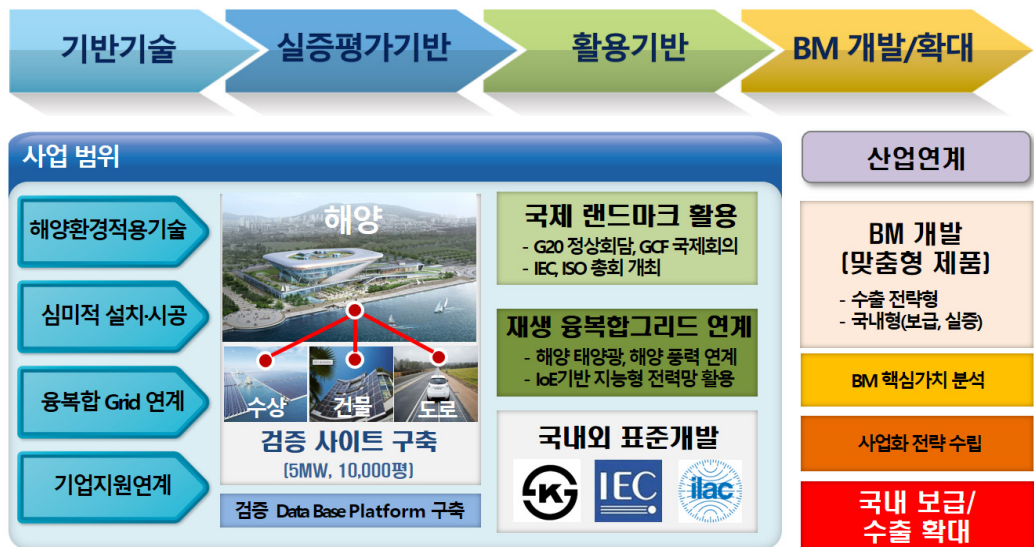 기반기술
실증평가기반
활용기반
BM 개발/확대
사업 범위
해양환경적용기술
심미적 설치·시공
융복합 Grid 연계
기업지원연계
해양
수상
건물
도로
검증 사이트 구축
(5MW, 10,000평)
검증 Data Base Platform 구축
국제 랜드마크 활용
- G20 정상회담, GCF 국제회의
- IEC, ISO 총회 개최
재생 융복합그리드 연계
- 해양 태양광, 해양 풍력 연계
- IoE기반 지능형 전력망 활용
국내외 표준개발
K
IEC
ilac
산업연계
BM 개발
(맞춤형 제품)
- 수출 전략형
- 국내형(보급, 실증)
BM 핵심가치 분석
사업화 전략 수립
국내 보급/
수출 확대